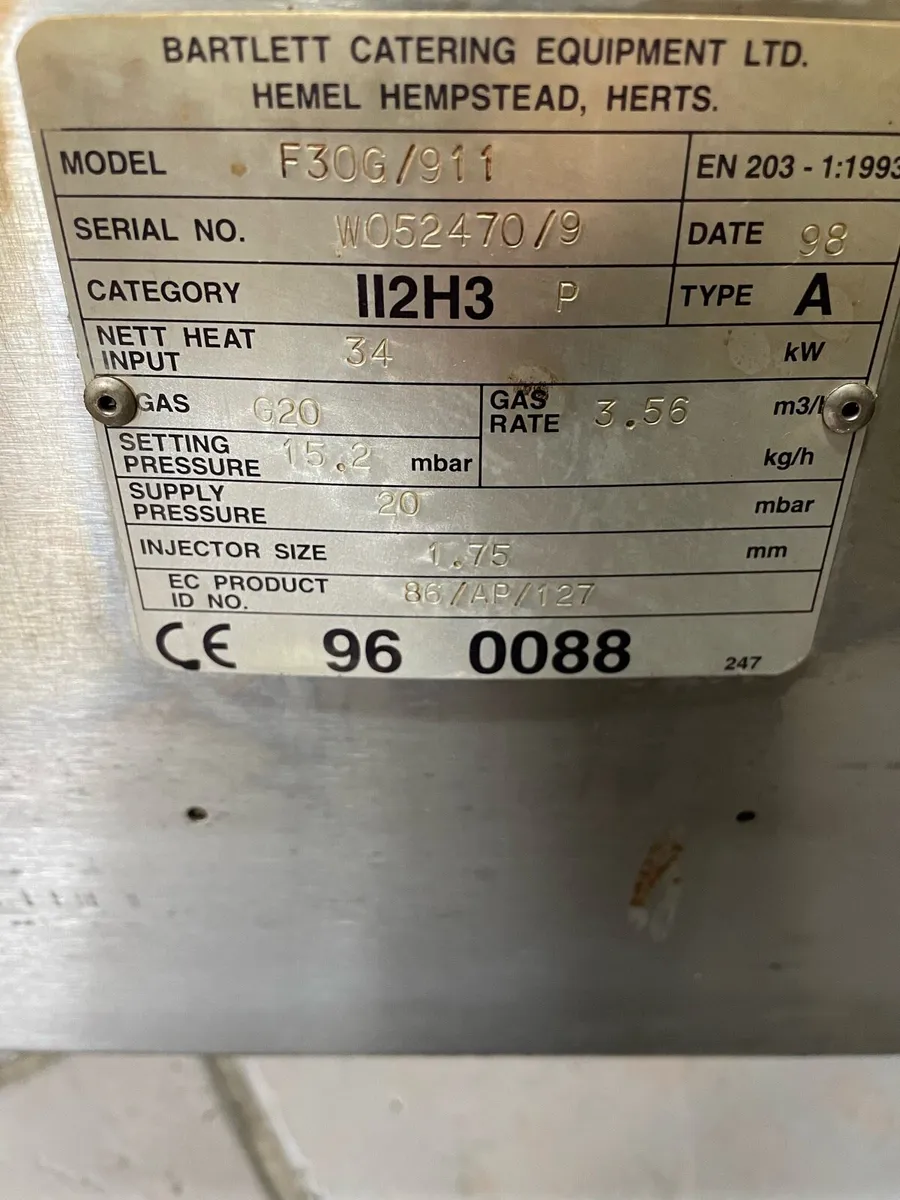 BARTLETT CATERING EQUIPMENT LTD.
HEMEL HEMPSTEAD, HERTS.
MODEL F30G/911 EN 203 - 1:1993
SERIAL NO. W052470/9 DATE 98
CATEGORY II2H3 P TYPE A
NETT HEAT
INPUT 34 kW
GAS G20
GAS
RATE 3.56 m3/
kg/h
SETTING
PRESSURE 15.2 mbar
SUPPLY
PRESSURE 20 mbar
INJECTOR SIZE 1.75 mm
EC PRODUCT
ID NO. 86/AP/127
CE 96 0088 247